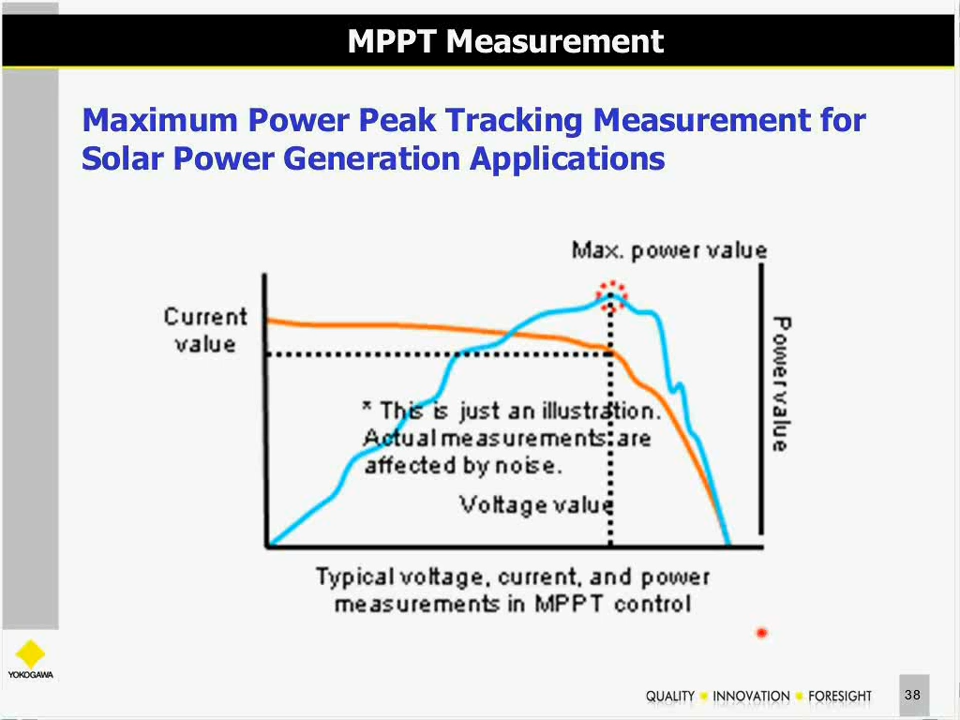 MPPT Measurement
Maximum Power Peak Tracking Measurement for
Solar Power Generation Applications
Max. power value
Current
value
Power value
* This is just an illustration.
Actual measurements are
affected by noise.
Voltage value
Typical voltage, current, and power
measurements in MPPT control
YOKOGAWA
QUALITY INNOVATION FORESIGHT
38